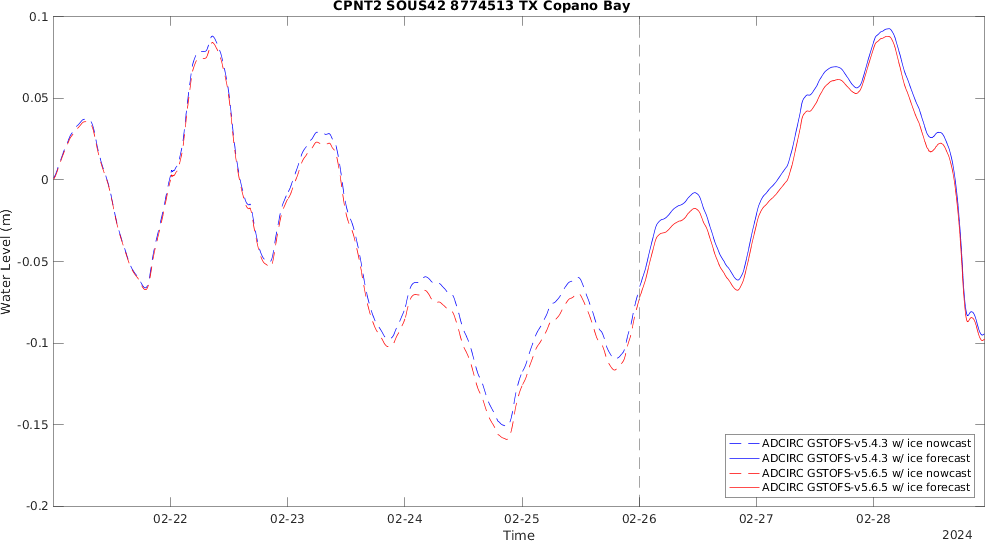 CPNT2 SOUS42 8774513 TX Copano Bay
0.1
0.05
0
-0.05
-0.1
-0.15
-0.2
Water Level (m)
ADCIRC GSTOFS-v5.4.3 w/ ice nowcast
ADCIRC GSTOFS-v5.4.3 w/ ice forecast
ADCIRC GSTOFS-v5.6.5 w/ ice nowcast
ADCIRC GSTOFS-v5.6.5 w/ ice forecast
02-22 02-23 02-24 02-25 02-26 02-27 02-28
Time
2024